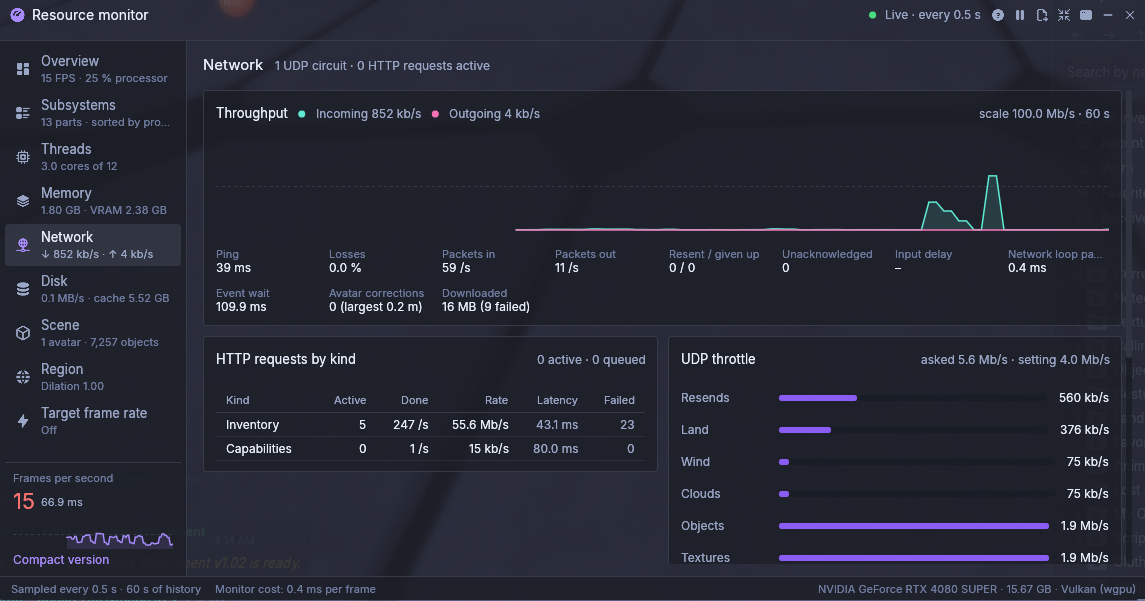 Resource monitor
Live · every 0.5 s
Overview
15 FPS · 25 % processor
Subsystems
13 parts · sorted by pro...
Threads
3.0 cores of 12
Memory
1.80 GB · VRAM 2.38 GB
Network
↓ 852 kb/s · ↑ 4 kb/s
Disk
0.1 MB/s · cache 5.52 GB
Scene
1 avatar · 7,257 objects
Region
Dilation 1.00
Target frame rate
Off
Frames per second
15 66.9 ms
Compact version
Network 1 UDP circuit · 0 HTTP requests active
Throughput Incoming 852 kb/s Outgoing 4 kb/s scale 100.0 Mb/s · 60 s
Ping Losses Packets in Packets out Resent / given up Unacknowledged Input delay Network loop pa...
39 ms 0.0 % 59 /s 11 /s 0 / 0 0 – 0.4 ms
Event wait Avatar corrections Downloaded
109.9 ms 0 (largest 0.2 m) 16 MB (9 failed)
HTTP requests by kind 0 active · 0 queued
Kind Active Done Rate Latency Failed
Inventory 5 247 /s 55.6 Mb/s 43.1 ms 23
Capabilities 0 1 /s 15 kb/s 80.0 ms 0
UDP throttle asked 5.6 Mb/s · setting 4.0 Mb/s
Resends 560 kb/s
Land 376 kb/s
Wind 75 kb/s
Clouds 75 kb/s
Objects 1.9 Mb/s
Textures 1.9 Mb/s
4:14 AM
v1.02 is ready.
Search by
Sampled every 0.5 s · 60 s of history Monitor cost: 0.4 ms per frame
NVIDIA GeForce RTX 4080 SUPER · 15.67 GB · Vulkan (wgpu)